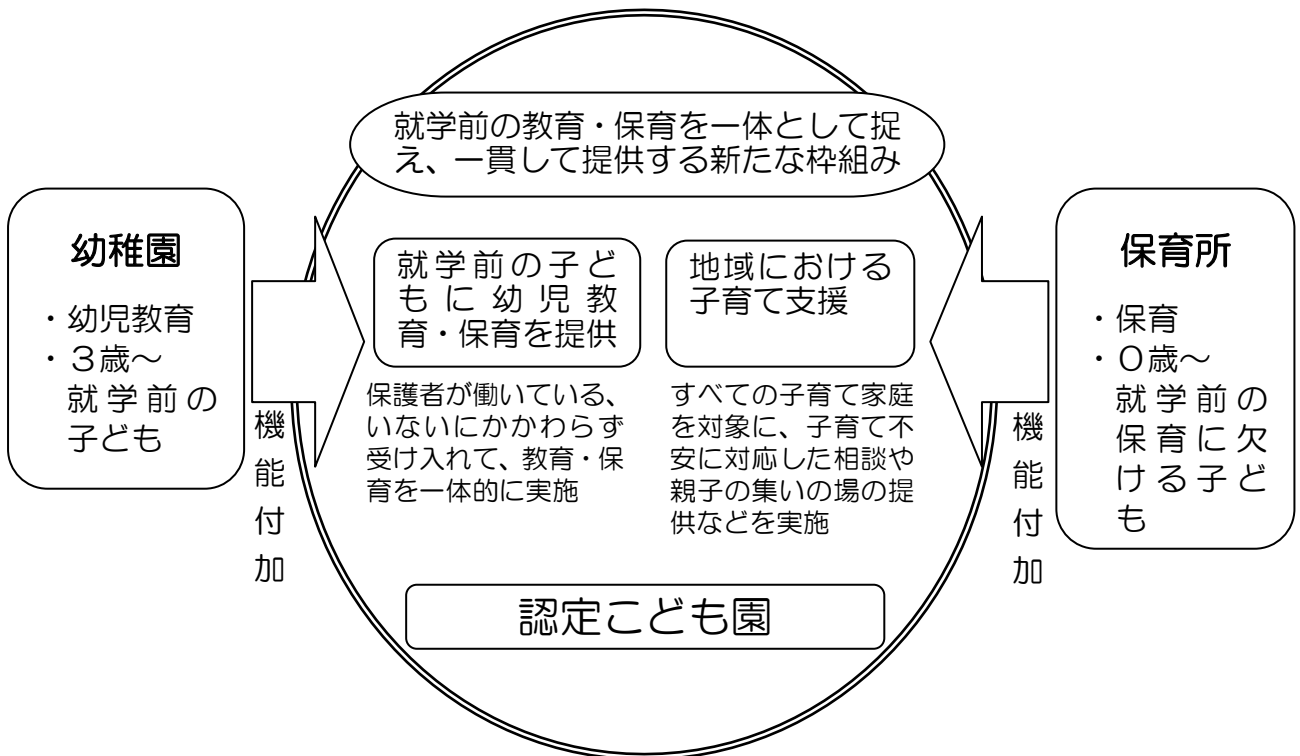 就学前の教育・保育を一体として捉
え、一貫して提供する新たな枠組み
幼稚園
・幼児教育
・３歳～
就学前の
子ども
機能付加
就学前の子ど
もに幼児教
育・保育を提供
保護者が働いている、
いないにかかわらず
受け入れて、教育・保
育を一体的に実施
地域における
子育て支援
すべての子育て家庭
を対象に、子育て不
安に対応した相談や
親子の集いの場の提
供などを実施
認定こども園
保育所
・保育
・０歳～
就学前の
保育に欠
ける子ど
も
機能付加